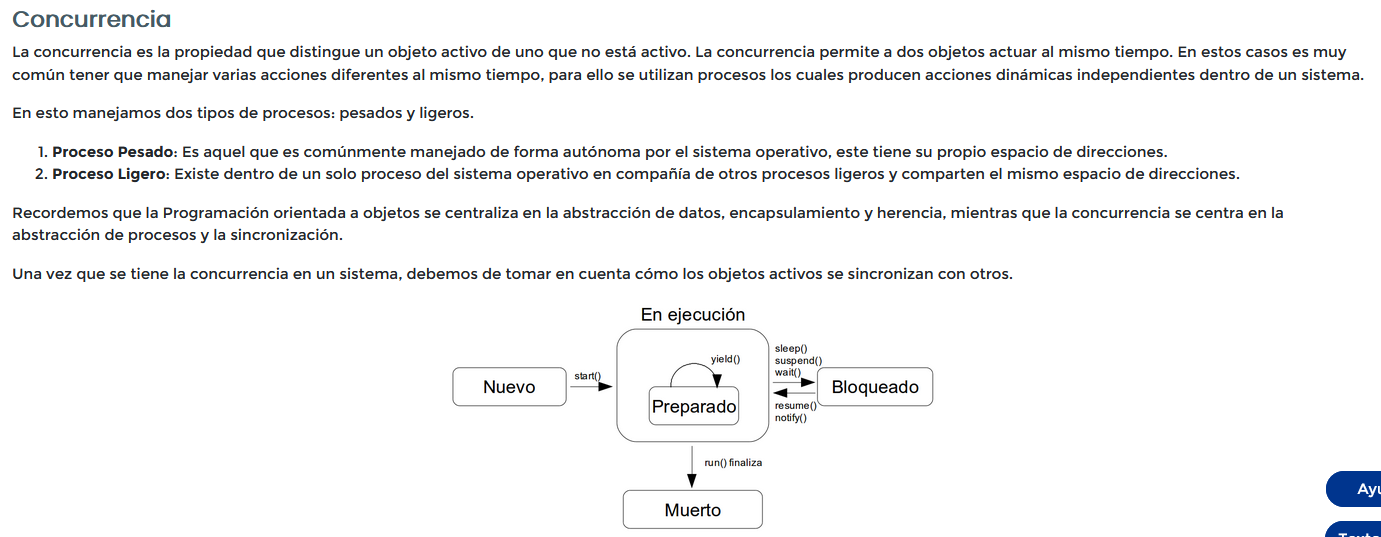 Concurrencia
La concurrencia es la propiedad que distingue un objeto activo de uno que no está activo. La concurrencia permite a dos objetos actuar al mismo tiempo. En estos casos es muy
común tener que manejar varias acciones diferentes al mismo tiempo, para ello se utilizan procesos los cuales producen acciones dinámicas independientes dentro de un sistema.
En esto manejamos dos tipos de procesos: pesados y ligeros.
1. Proceso Pesado: Es aquel que es comúnmente manejado de forma autónoma por el sistema operativo, este tiene su propio espacio de direcciones.
2. Proceso Ligero: Existe dentro de un solo proceso del sistema operativo en compañía de otros procesos ligeros y comparten el mismo espacio de direcciones.
Recordemos que la Programación orientada a objetos se centraliza en la abstracción de datos, encapsulamiento y herencia, mientras que la concurrencia se centra en la
abstracción de procesos y la sincronización.
Una vez que se tiene la concurrencia en un sistema, debemos de tomar en cuenta cómo los objetos activos se sincronizan con otros.
En ejecución
Nuevo
start()
yield()
Preparado
sleep()
suspend()
wait()
resume()
notify()
Bloqueado
run() finaliza
Muerto